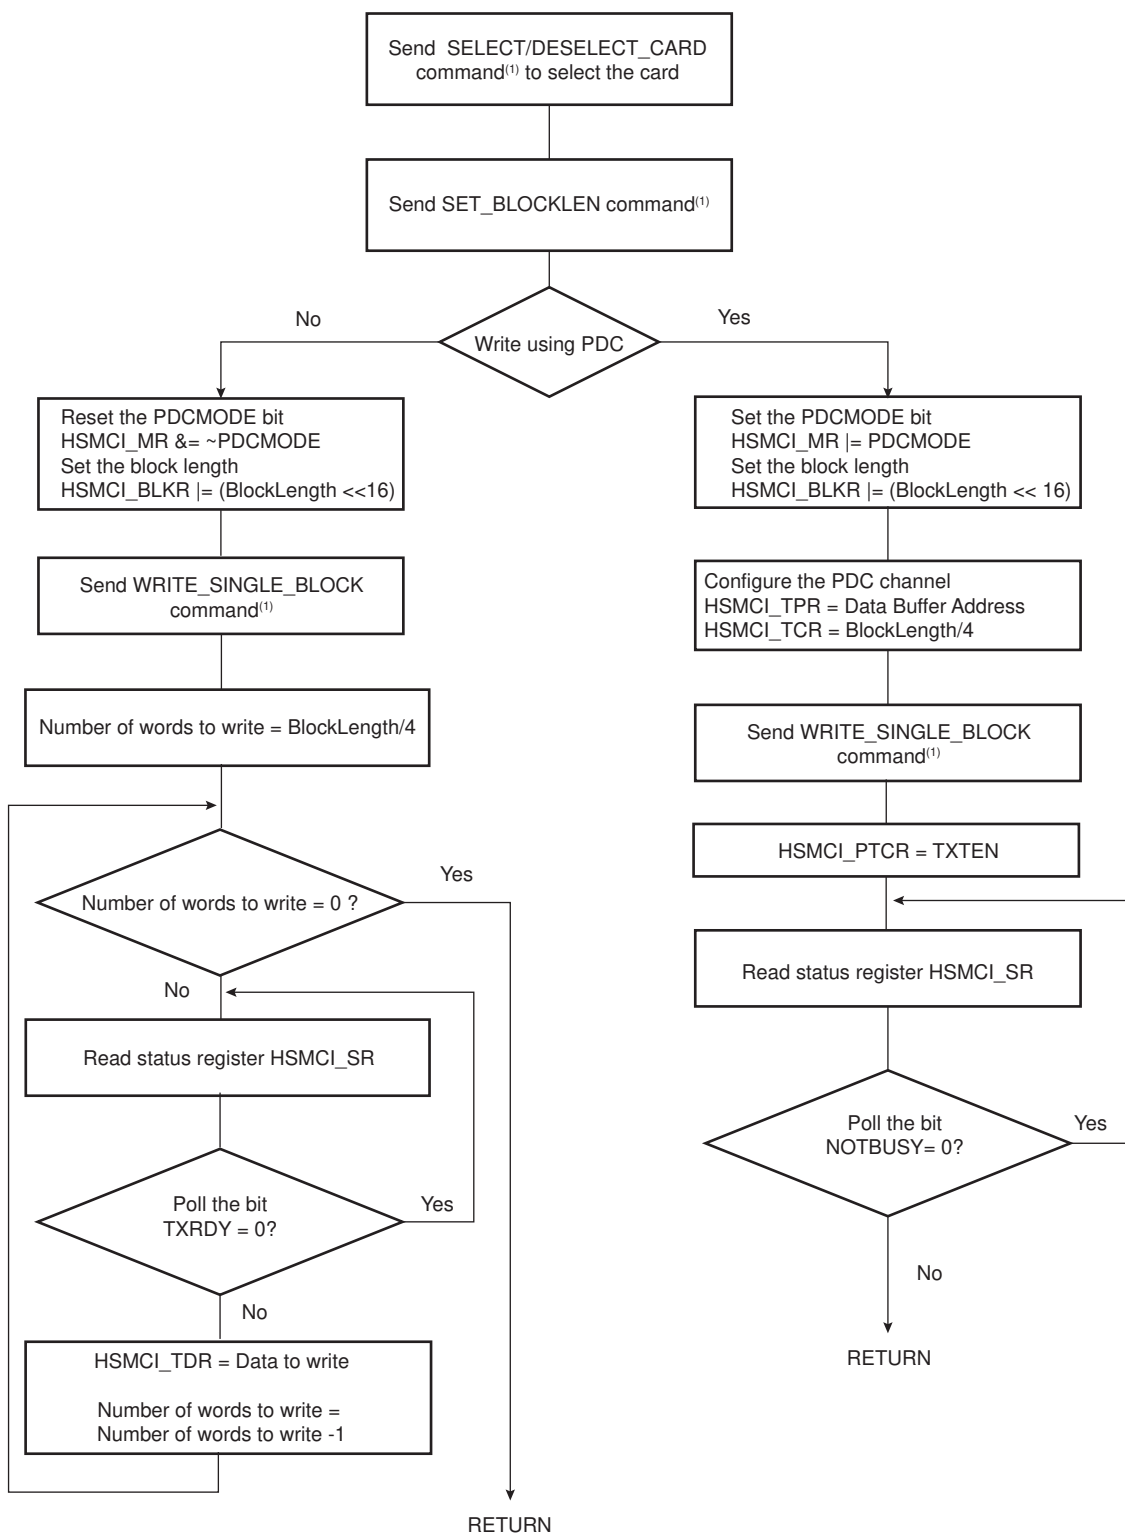 Send SELECT/DESELECT_CARD
command(1) to select the card
Send SET_BLOCKLEN command(1)
No
Yes
Write using PDC
Reset the PDCMODE bit
HSMCI_MR &= ~PDCMODE
Set the block length
HSMCI_BLKR |= (BlockLength <<16)
Send WRITE_SINGLE_BLOCK
command(1)
Number of words to write = BlockLength/4
Number of words to write = 0 ?
Yes
No
Read status register HSMCI_SR
Poll the bit
TXRDY = 0?
Yes
No
HSMCI_TDR = Data to write
Number of words to write =
Number of words to write -1
RETURN
Set the PDCMODE bit
HSMCI_MR |= PDCMODE
Set the block length
HSMCI_BLKR |= (BlockLength << 16)
Configure the PDC channel
HSMCI_TPR = Data Buffer Address
HSMCI_TCR = BlockLength/4
Send WRITE_SINGLE_BLOCK
command(1)
HSMCI_PTCR = TXTEN
Read status register HSMCI_SR
Poll the bit
NOTBUSY= 0?
Yes
No
RETURN